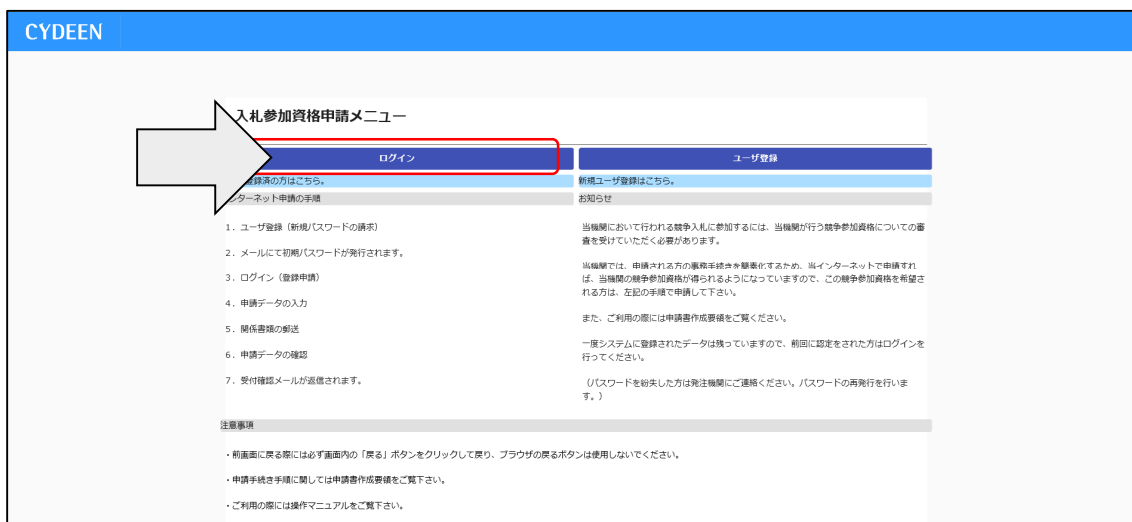 CYDEEN
入札参加資格申請メニュー
ログイン
ユーザ登録
登録済の方はこちら。
新規ユーザ登録はこちら。
ンターネット申請の手順
お知らせ
1．ユーザ登録（新規パスワードの請求）
2．メールにて初期パスワードが発行されます。
3．ログイン（登録申請）
4．申請データの入力
5．関係書類の郵送
6．申請データの確認
7．受付確認メールが返信されます。
当機関において行われる競争入札に参加するには、当機関が行う競争参加資格についての審
査を受けていただく必要があります。
当機関では、申請される方の事務手続きを簡素化するため、当インターネットで申請すれ
ば、当機関の競争参加資格が得られるようになっていますので、この競争参加資格を希望さ
れる方は、左記の手順で申請して下さい。
また、ご利用の際には申請書作成要領をご覧ください。
一度システムに登録されたデータは残っていますので、前回に認定をされた方はログインを
行ってください。
（パスワードを紛失した方は発注機関にご連絡ください。パスワードの再発行を行いま
す。）
注意事項
・前画面に戻る際には必ず画面内の「戻る」ボタンをクリックして戻り、ブラウザの戻るボタンは使用しないでください。
・申請手続き手順に関しては申請書作成要領をご覧下さい。
・ご利用の際には操作マニュアルをご覧下さい。